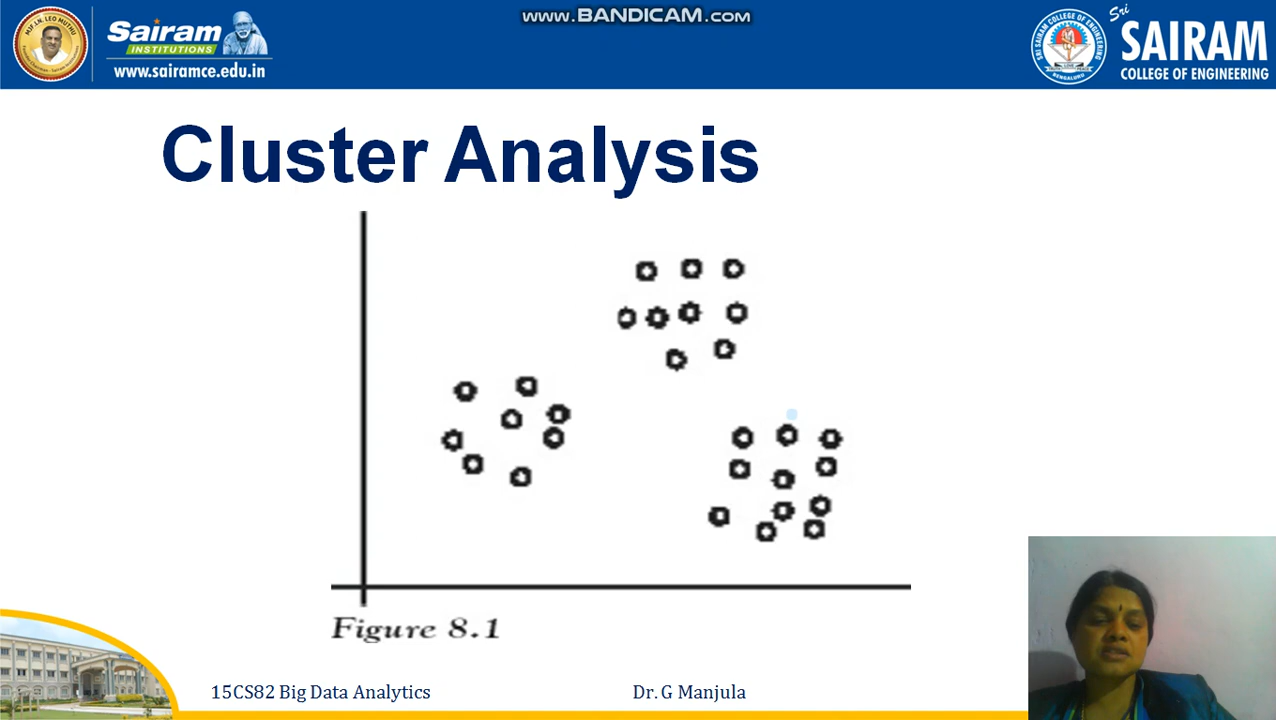 www.BANDICAM.com
Sairam
INSTITUTIONS
www.sairamce.edu.in
Sri
SAIRAM
COLLEGE OF ENGINEERING
Cluster Analysis
Figure 8.1
15CS82 Big Data Analytics
Dr. G Manjula